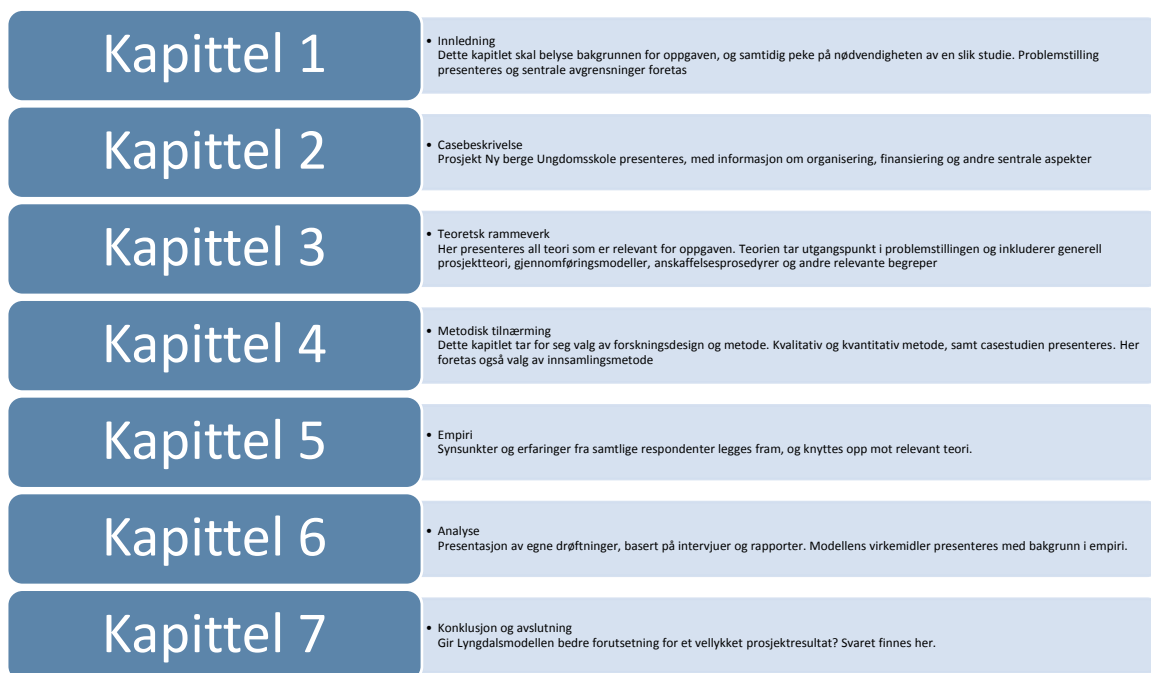 Kapittel 1
• Innledning
Dette kapitlet skal belyse bakgrunnen for oppgaven, og samtidig peke på nødvendigheten av en slik studie. Problemstilling
presenteres og sentrale avgrensninger foretas
Kapittel 2
• Casebeskrivelse
Prosjekt Ny berge Ungdomsskole presenteres, med informasjon om organisering, finansiering og andre sentrale aspekter
Kapittel 3
• Teoretsk rammeverk
Her presenteres all teori som er relevant for oppgaven. Teorien tar utgangspunkt i problemstillingen og inkluderer generell
prosjektteori, gjennomføringsmodeller, anskaffelsesprosedyrer og andre relevante begreper
Kapittel 4
• Metodisk tilnærming
Dette kapitlet tar for seg valg av forskningsdesign og metode. Kvalitativ og kvantitativ metode, samt casestudien presenteres. Her
foretas også valg av innsamlingsmetode
Kapittel 5
• Empiri
Synsunkter og erfaringer fra samtlige respondenter legges fram, og knyttes opp mot relevant teori.
Kapittel 6
• Analyse
Presentasjon av egne drøftninger, basert på intervjuer og rapporter. Modellens virkemidler presenteres med bakgrunn i empiri.
Kapittel 7
• Konklusjon og avslutning
Gir Lyngdalsmodellen bedre forutsetning for et vellykket prosjektresultat? Svaret finnes her.